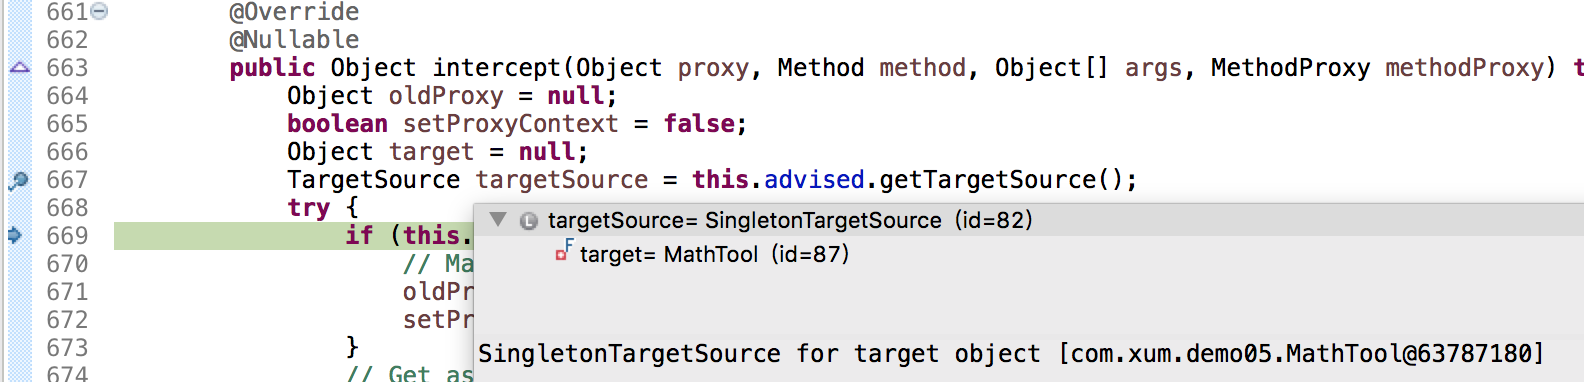 661 @Override
662 @Nullable
663 public Object intercept(Object proxy, Method method, Object[] args, MethodProxy methodProxy) t
664 Object oldProxy = null;
665 boolean setProxyContext = false;
666 Object target = null;
667 TargetSource targetSource = this.advised.getTargetSource();
668 try {
669 if (this.
670 // Ma
671 oldPr
672 setPr
673 }
674 // Get as
L targetSource= SingletonTargetSource (id=82)
F target= MathTool (id=87)
SingletonTargetSource for target object [com.xum.demo05.MathTool@63787180]